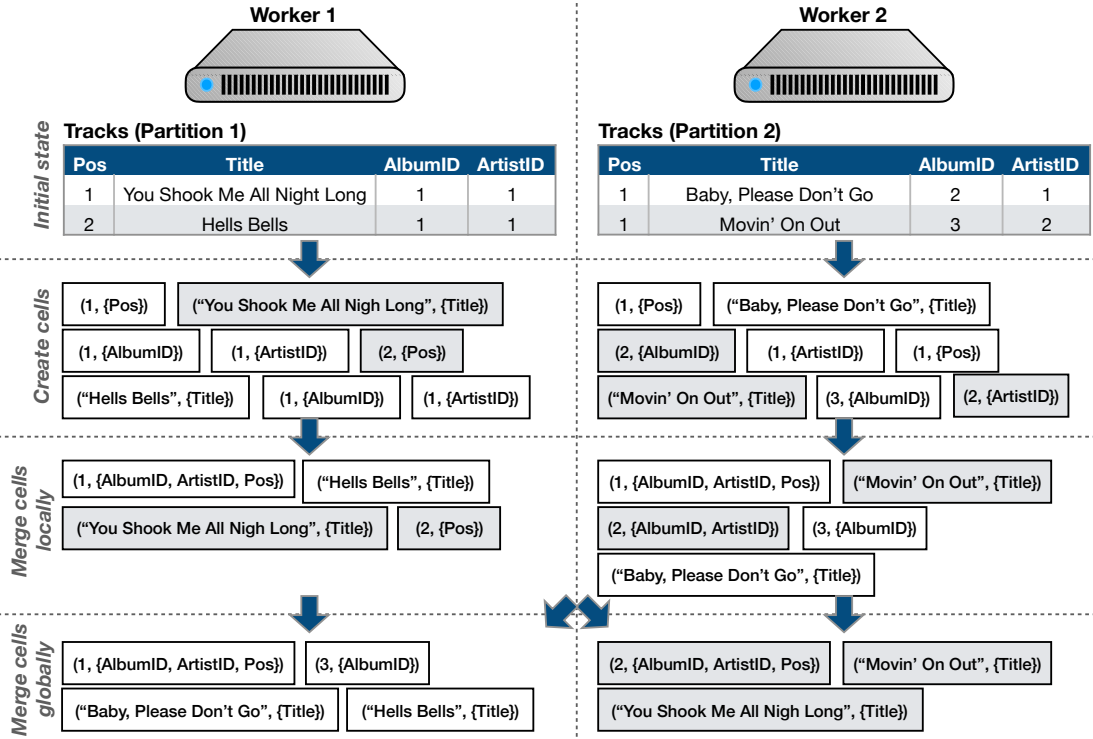 Worker 1
Worker 2
Initial state
Tracks (Partition 1)
Pos Title AlbumID ArtistID
1 You Shook Me All Night Long 1 1
2 Hells Bells 1 1
Tracks (Partition 2)
Pos Title AlbumID ArtistID
1 Baby, Please Don’t Go 2 1
1 Movin’ On Out 3 2
Create cells
(1, {Pos}) (“You Shook Me All Nigh Long”, {Title})
(1, {AlbumID}) (1, {ArtistID}) (2, {Pos})
(“Hells Bells”, {Title}) (1, {AlbumID}) (1, {ArtistID})
(1, {Pos}) (“Baby, Please Don’t Go”, {Title})
(2, {AlbumID}) (1, {ArtistID}) (1, {Pos})
(“Movin’ On Out”, {Title}) (3, {AlbumID}) (2, {ArtistID})
Merge cells
locally
(1, {AlbumID, ArtistID, Pos}) (“Hells Bells”, {Title})
(“You Shook Me All Nigh Long”, {Title}) (2, {Pos})
(1, {AlbumID, ArtistID, Pos}) (“Movin’ On Out”, {Title})
(2, {AlbumID, ArtistID}) (3, {AlbumID})
(“Baby, Please Don’t Go”, {Title})
Merge cells
globally
(1, {AlbumID, ArtistID, Pos}) (3, {AlbumID})
(“Baby, Please Don’t Go”, {Title}) (“Hells Bells”, {Title})
(2, {AlbumID, ArtistID, Pos}) (“Movin’ On Out”, {Title})
(“You Shook Me All Nigh Long”, {Title})